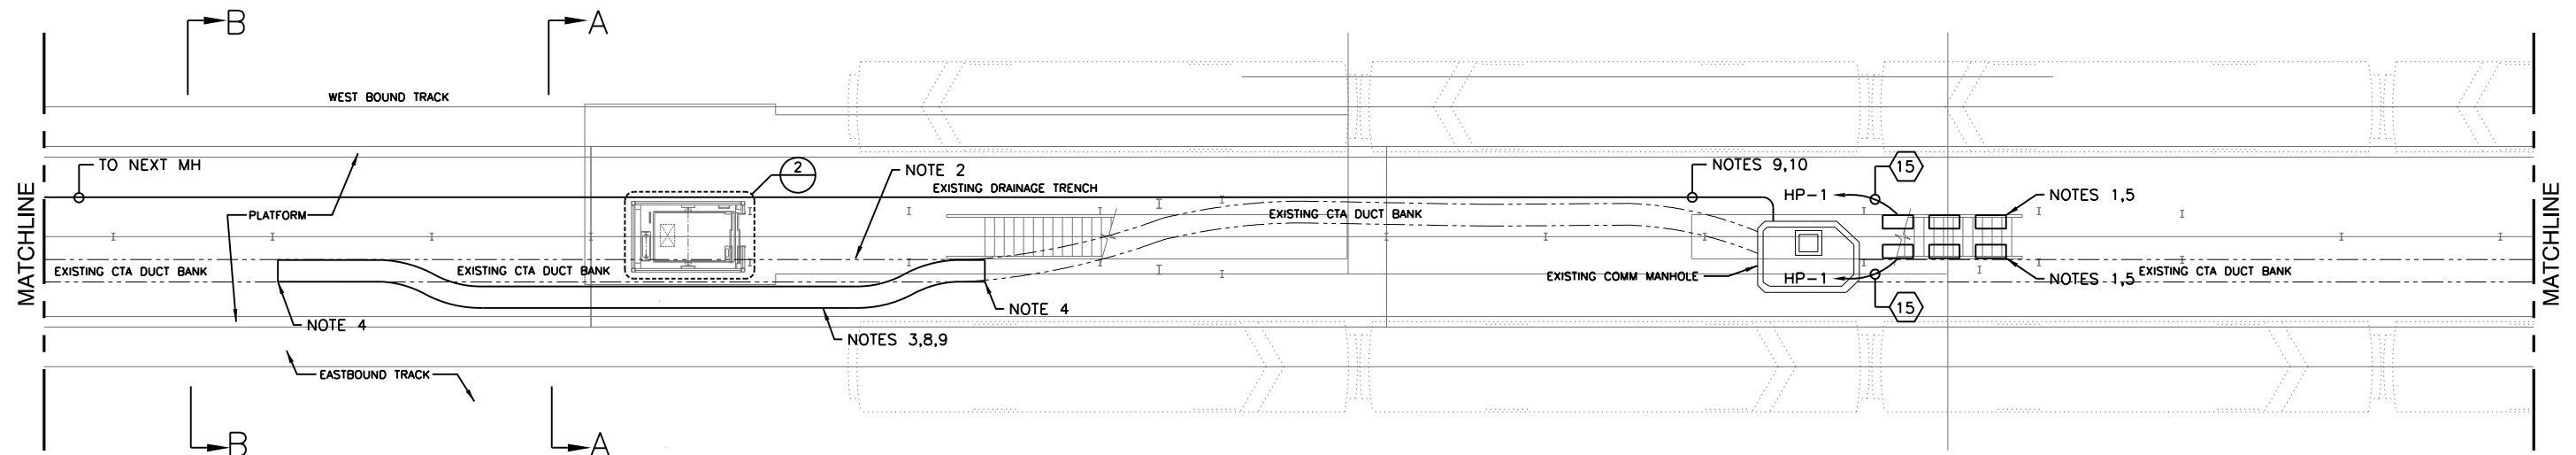 B
A
WEST BOUND TRACK
TO NEXT MH
2
NOTE 2
NOTES 9,10
15
EXISTING DRAINAGE TRENCH
HP-1
NOTES 1,5
PLATFORM
EXISTING CTA DUCT BANK
MATCHLINE
MATCHLINE
EXISTING CTA DUCT BANK
EXISTING CTA DUCT BANK
EXISTING COMM MANHOLE
HP-1
NOTES 1,5
EXISTING CTA DUCT BANK
NOTE 4
NOTE 4
15
NOTES 3,8,9
EASTBOUND TRACK
B
A